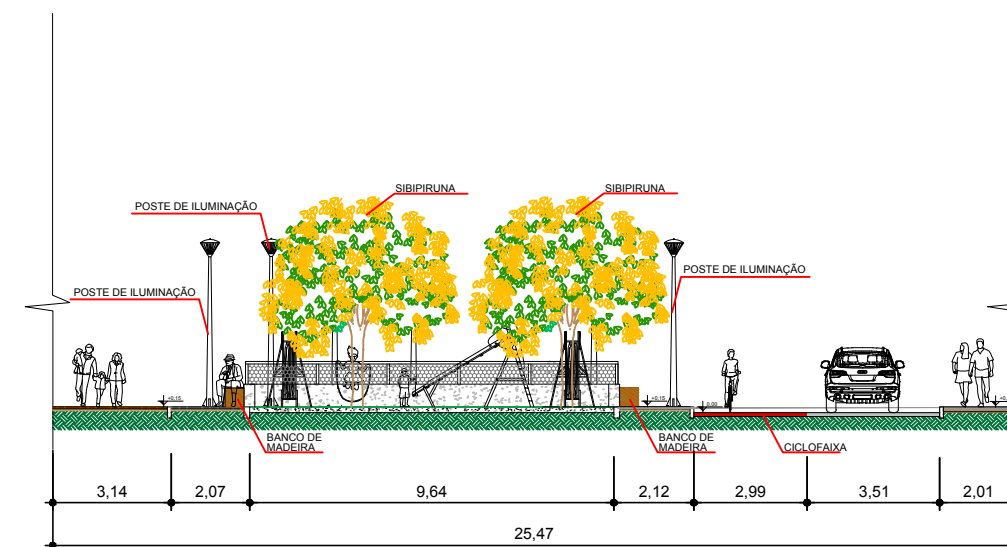 SIBIPIRUNA
SIBIPIRUNA
POSTE DE ILUMINAÇÃO
POSTE DE ILUMINAÇÃO
POSTE DE ILUMINAÇÃO
+0.15
+0.15
0.00
BANCO DE
MADEIRA
BANCO DE
MADEIRA
CICLOFAIXA
3,14
2,07
9,64
2,12
2,99
3,51
2,01
25,47